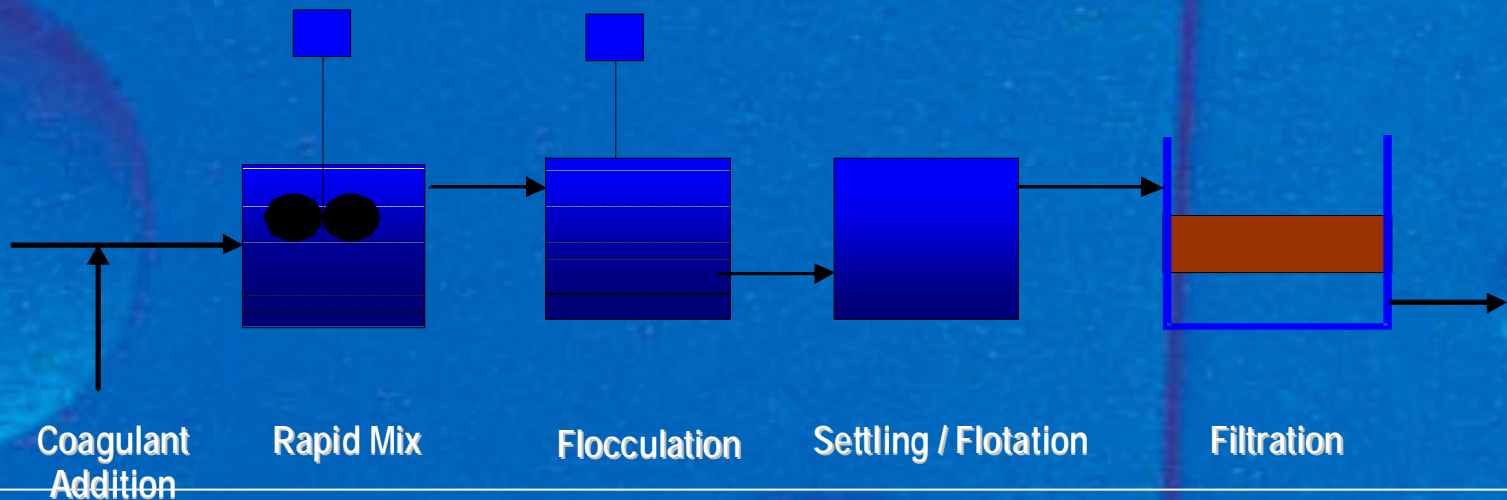 Coagulant
Addition
Rapid Mix
Flocculation
Settling / Flotation
Filtration